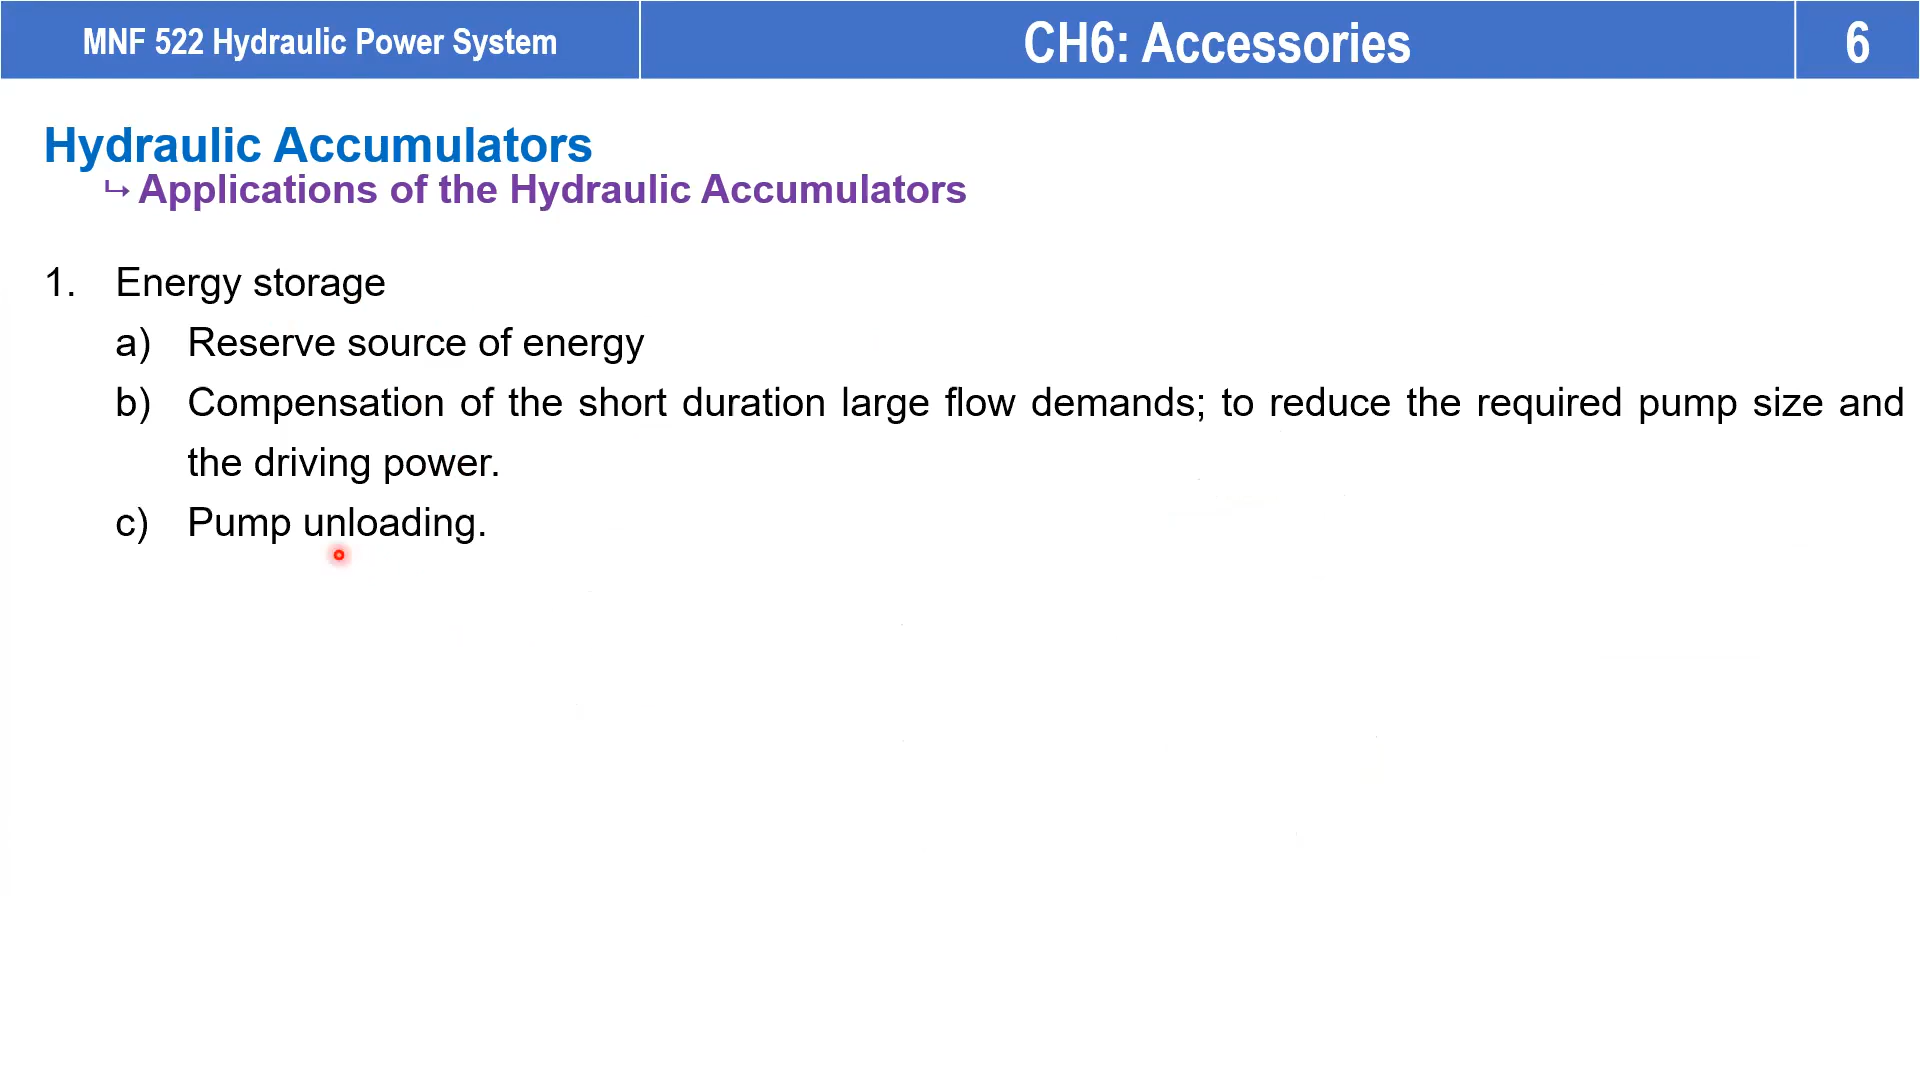 MNF 522 Hydraulic Power System
CH6: Accessories
6
Hydraulic Accumulators
↪ Applications of the Hydraulic Accumulators
1. Energy storage
a) Reserve source of energy
b) Compensation of the short duration large flow demands; to reduce the required pump size and
the driving power.
c) Pump unloading.